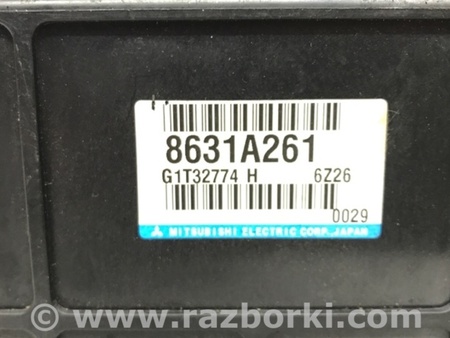 8631A261
G1T32774 H 6Z26
0029
MITSUBISHI ELECTRIC CORP., JAPAN
© www.razborki.com